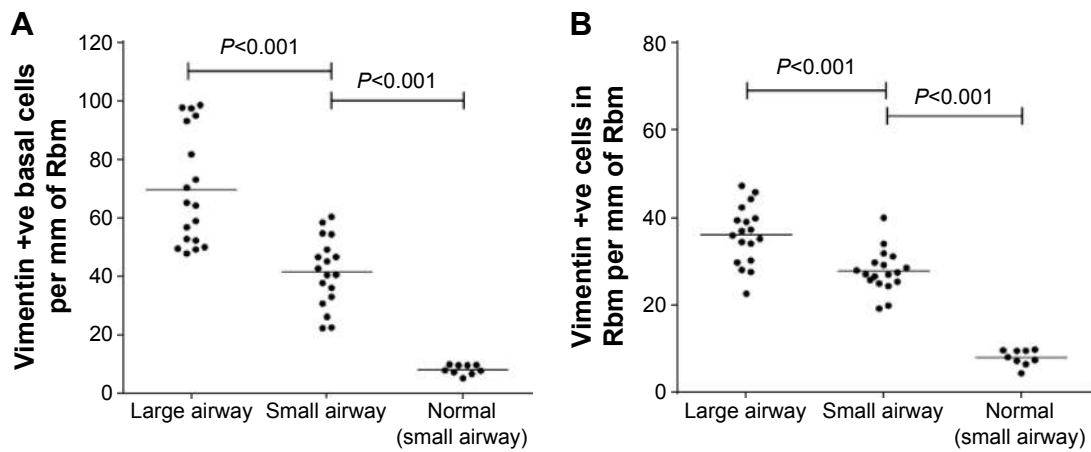 A
Vimentin +ve basal cells
per mm of Rbm
120
100
80
60
40
20
0
P<0.001
P<0.001
Large airway
Small airway
Normal
(small airway)
B
Vimentin +ve cells in
Rbm per mm of Rbm
80
60
40
20
0
P<0.001
P<0.001
Large airway
Small airway
Normal
(small airway)